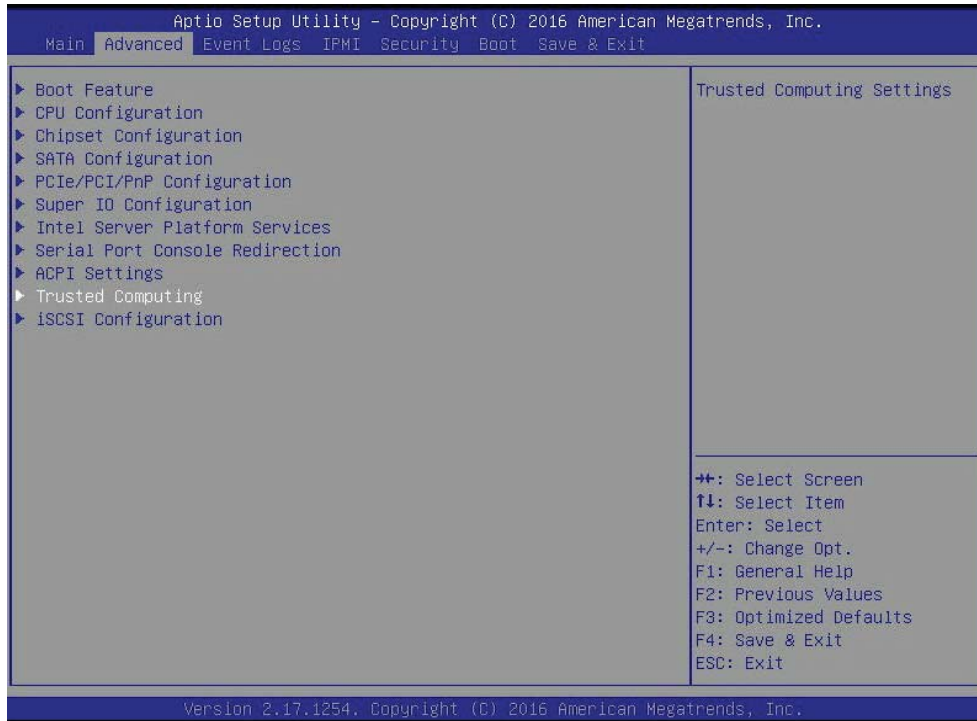 Aptio Setup Utility – Copyright (C) 2016 American Megatrends, Inc.
Main Advanced Event Logs IPMI Security Boot Save & Exit
▶ Boot Feature
▶ CPU Configuration
▶ Chipset Configuration
▶ SATA Configuration
▶ PCIe/PCI/PnP Configuration
▶ Super IO Configuration
▶ Intel Server Platform Services
▶ Serial Port Console Redirection
▶ ACPI Settings
▶ Trusted Computing
▶ iSCSI Configuration
Trusted Computing Settings
→←: Select Screen
↑↓: Select Item
Enter: Select
+/-: Change Opt.
F1: General Help
F2: Previous Values
F3: Optimized Defaults
F4: Save & Exit
ESC: Exit
Version 2.17.1254. Copyright (C) 2016 American Megatrends, Inc.